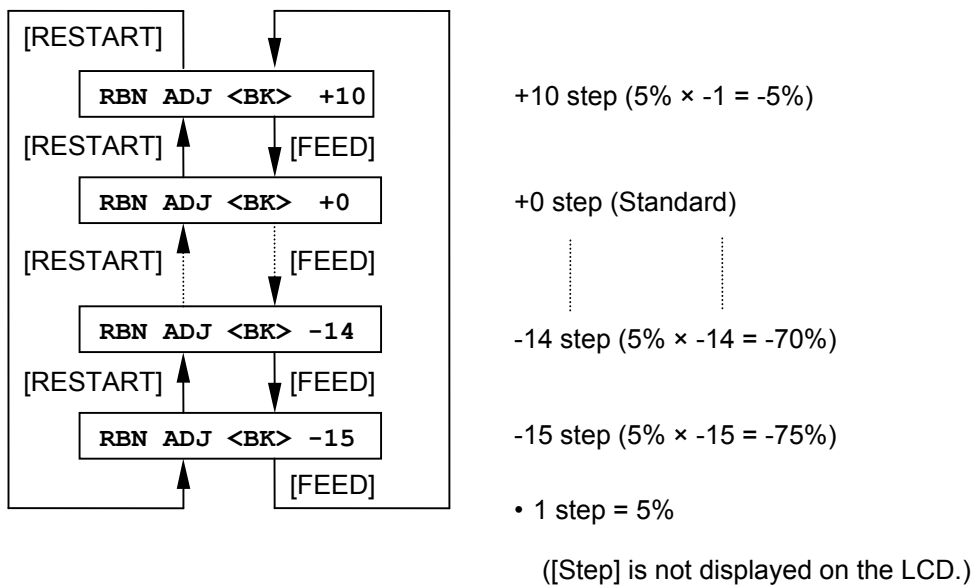 [RESTART]
RBN ADJ <BK> +10
+10 step (5% × -1 = -5%)
[RESTART]
[FEED]
RBN ADJ <BK> +0
+0 step (Standard)
[RESTART]
[FEED]
RBN ADJ <BK> -14
-14 step (5% × -14 = -70%)
[RESTART]
[FEED]
RBN ADJ <BK> -15
-15 step (5% × -15 = -75%)
[FEED]
• 1 step = 5%
([Step] is not displayed on the LCD.)